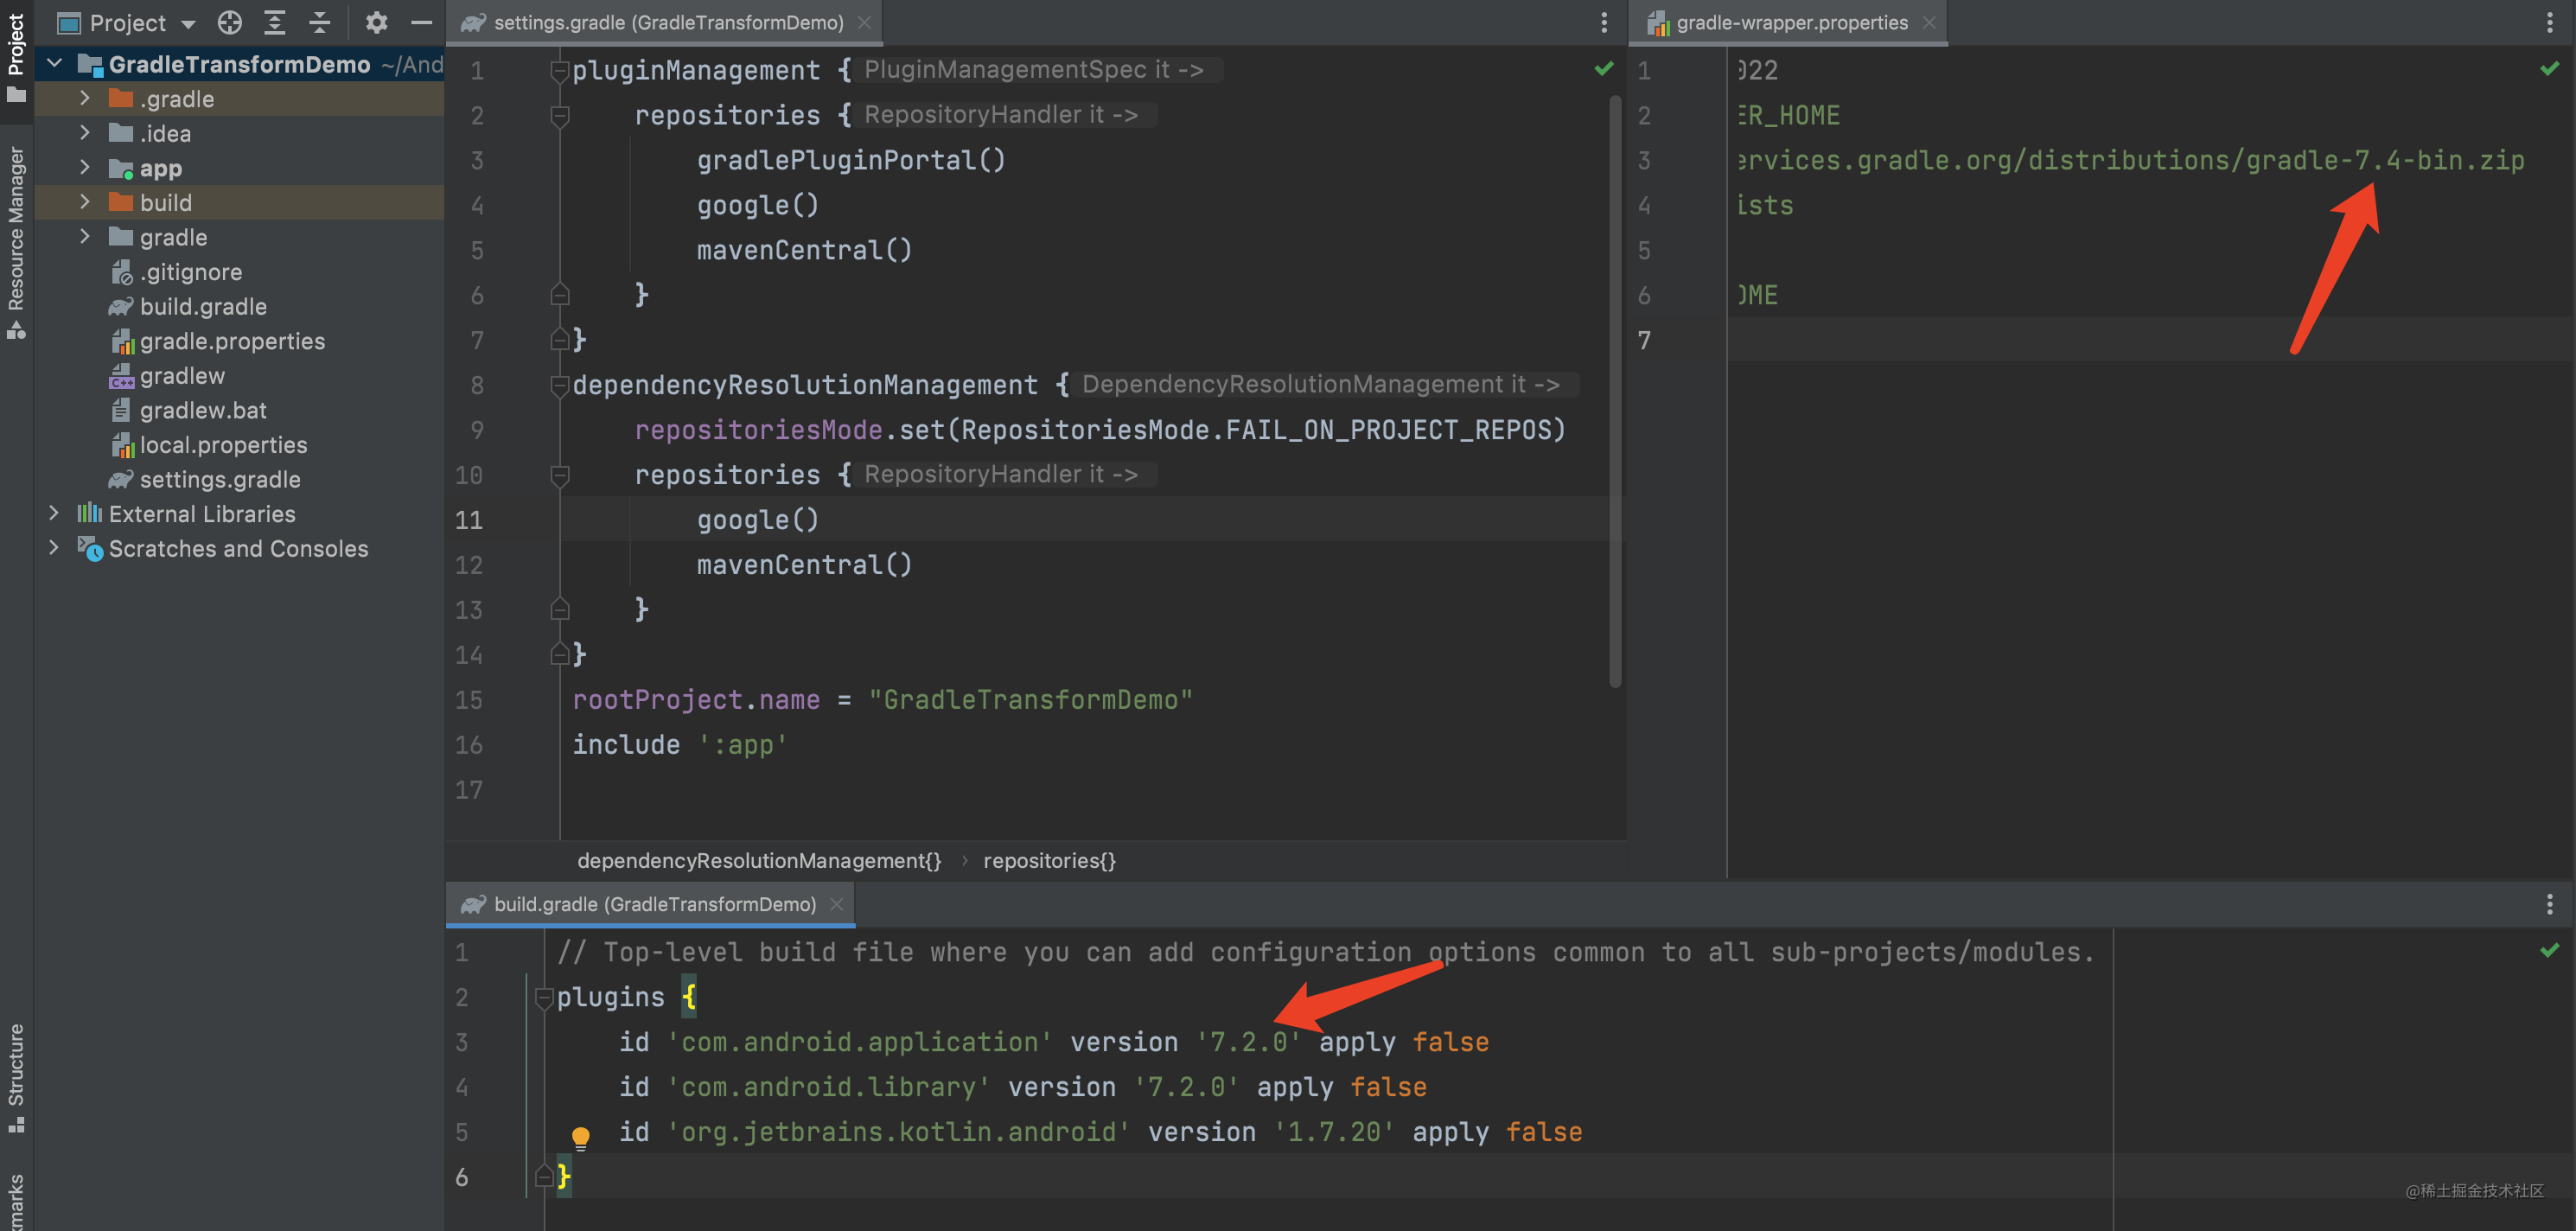 Project
Resource Manager
Structure
kmarks
Project
GradleTransformDemo ~/And
.gradle
.idea
app
build
gradle
.gitignore
build.gradle
gradle.properties
gradlew
gradlew.bat
local.properties
settings.gradle
External Libraries
Scratches and Consoles
settings.gradle (GradleTransformDemo)
1 pluginManagement { PluginManagementSpec it ->
2 repositories { RepositoryHandler it ->
3 gradlePluginPortal()
4 google()
5 mavenCentral()
6 }
7 }
8 dependencyResolutionManagement { DependencyResolutionManagement it ->
9 repositoriesMode.set(RepositoriesMode.FAIL_ON_PROJECT_REPOS)
10 repositories { RepositoryHandler it ->
11 google()
12 mavenCentral()
13 }
14 }
15 rootProject.name = "GradleTransformDemo"
16 include ':app'
17
dependencyResolutionManagement{} › repositories{}
gradle-wrapper.properties
1 022
2 ER_HOME
3 ervices.gradle.org/distributions/gradle-7.4-bin.zip
4 ists
5
6 OME
7
build.gradle (GradleTransformDemo)
1 // Top-level build file where you can add configuration options common to all sub-projects/modules.
2 plugins {
3 id 'com.android.application' version '7.2.0' apply false
4 id 'com.android.library' version '7.2.0' apply false
5 id 'org.jetbrains.kotlin.android' version '1.7.20' apply false
6 }
@稀土掘金技术社区